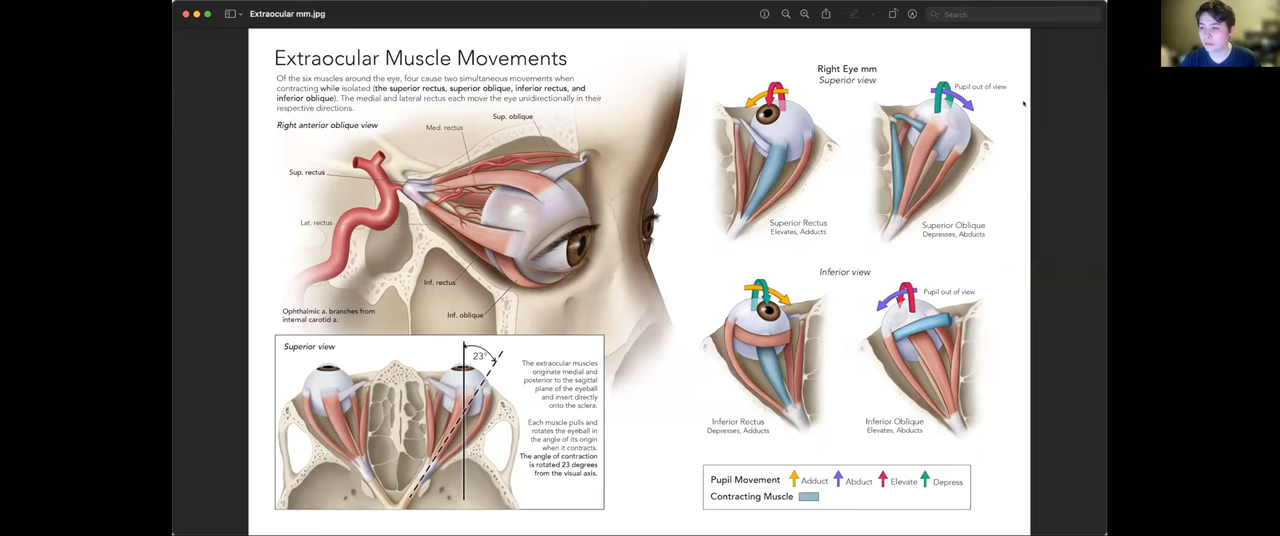 Extraocular mm.jpg
Search
Extraocular Muscle Movements
Of the six muscles around the eye, four cause two simultaneous movements when
contracting while isolated (the superior rectus, superior oblique, inferior rectus, and
inferior oblique). The medial and lateral rectus each move the eye unidirectionally in their
respective directions.
Right anterior oblique view
Sup. oblique
Med. rectus
Sup. rectus
Lat. rectus
Inf. rectus
Inf. oblique
Ophthalmic a. branches from
internal carotid a.
Superior view
23°
The extraocular muscles
originate medial and
posterior to the sagittal
plane of the eyeball
and insert directly
onto the sclera.
Each muscle pulls and
rotates the eyeball in
the angle of its origin
when it contracts.
The angle of contraction
is rotated 23 degrees
from the visual axis.
Right Eye mm
Superior view
Pupil out of view
Superior Rectus
Elevates, Adducts
Superior Oblique
Depresses, Abducts
Inferior view
Pupil out of view
Inferior Rectus
Depresses, Adducts
Inferior Oblique
Elevates, Abducts
Pupil Movement Adduct Abduct Elevate Depress
Contracting Muscle